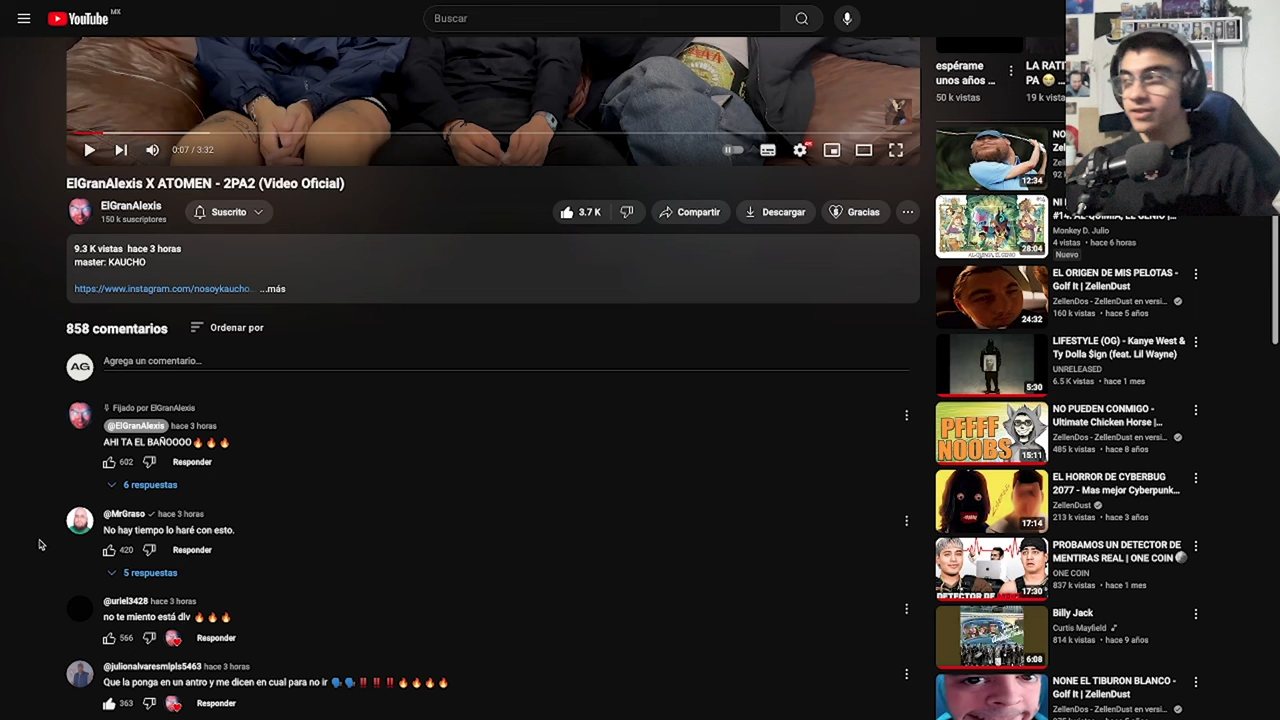 YouTube MX
Buscar
0:07 / 3:32
ElGranAlexis X ATOMEN - 2PA2 (Video Oficial)
ElGranAlexis
150 k suscriptores
Suscrito
3.7 K
Compartir
Descargar
Gracias
9.3 K vistas hace 3 horas
master: KAUCHO
https://www.instagram.com/nosoykaucho... ...más
858 comentarios
Ordenar por
AG
Agrega un comentario...
Fijado por ElGranAlexis
@ElGranAlexis hace 3 horas
AHI TA EL BAÑOOOO🔥🔥🔥
602
Responder
6 respuestas
@MrGraso hace 3 horas
No hay tiempo lo haré con esto.
420
Responder
5 respuestas
@uriel3428 hace 3 horas
no te miento está dlv 🔥🔥🔥
566
Responder
@julionalvaresmlpls5463 hace 3 horas
Que la ponga en un antro y me dicen en cual para no ir 🗣️🗣️‼️‼️‼️🔥🔥🔥🔥
363
Responder
espérame
unos años ...
50 k vistas
LA RATI
PA 😔
19 k vista
12:34
28:04
Monkey D. Julio
4 vistas • hace 6 horas
Nuevo
24:32
EL ORIGEN DE MIS PELOTAS -
Golf It | ZellenDust
ZellenDos - ZellenDust en versi...
160 k vistas • hace 5 años
5:30
LIFESTYLE (OG) - Kanye West &
Ty Dolla $ign (feat. Lil Wayne)
UNRELEASED
6.5 K vistas • hace 1 mes
PFFFF
NOOBS
15:11
NO PUEDEN CONMIGO -
Ultimate Chicken Horse |...
ZellenDos - ZellenDust en versi...
485 k vistas • hace 8 años
17:14
EL HORROR DE CYBERBUG
2077 - Mas mejor Cyberpunk...
ZellenDust
213 k vistas • hace 3 años
17:30
PROBAMOS UN DETECTOR DE
MENTIRAS REAL | ONE COIN
ONE COIN
837 k vistas • hace 1 mes
6:08
Billy Jack
Curtis Mayfield
814 k vistas • hace 9 años
NONE EL TIBURON BLANCO -
Golf It | ZellenDust
ZellenDos - ZellenDust en versi...